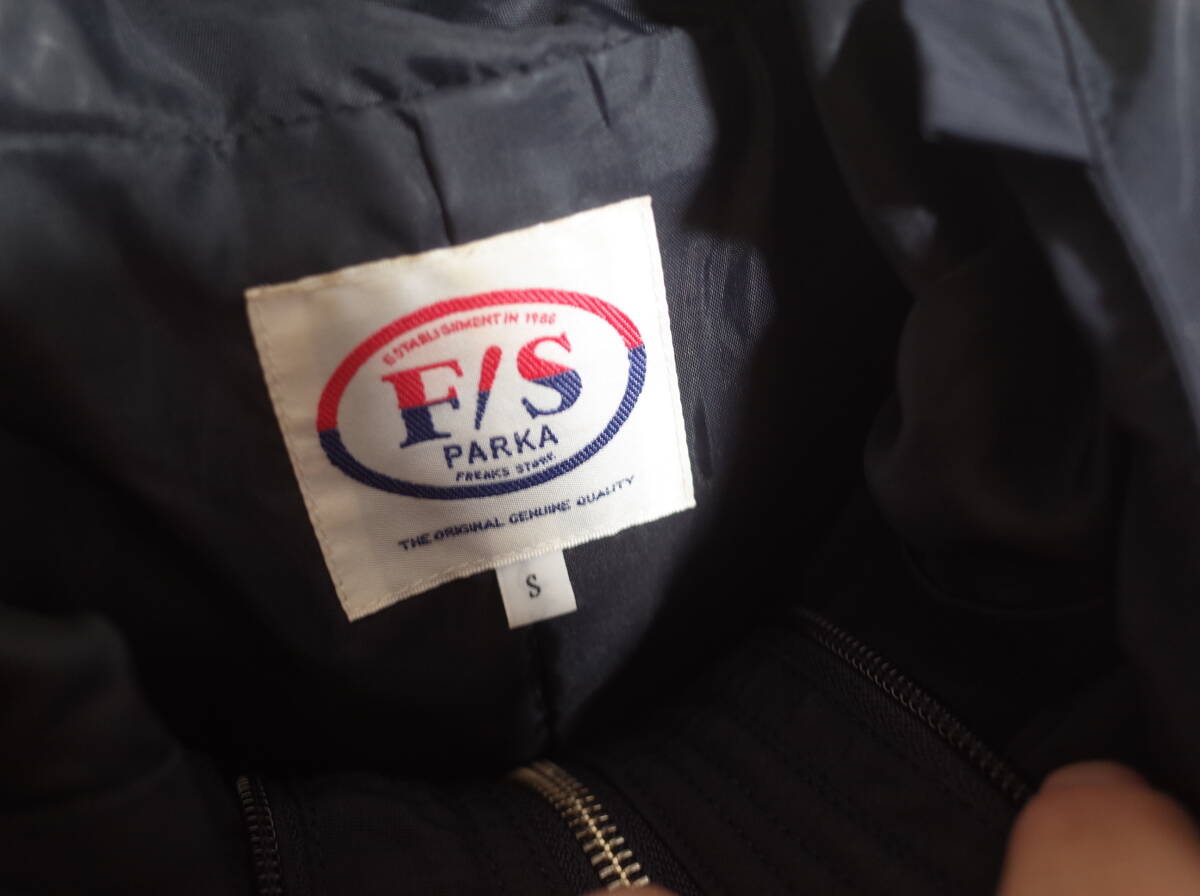 ESTABLISHMENT IN 1986
F/S
PARKA
FREAKS STORE
THE ORIGINAL GENUINE QUALITY
S